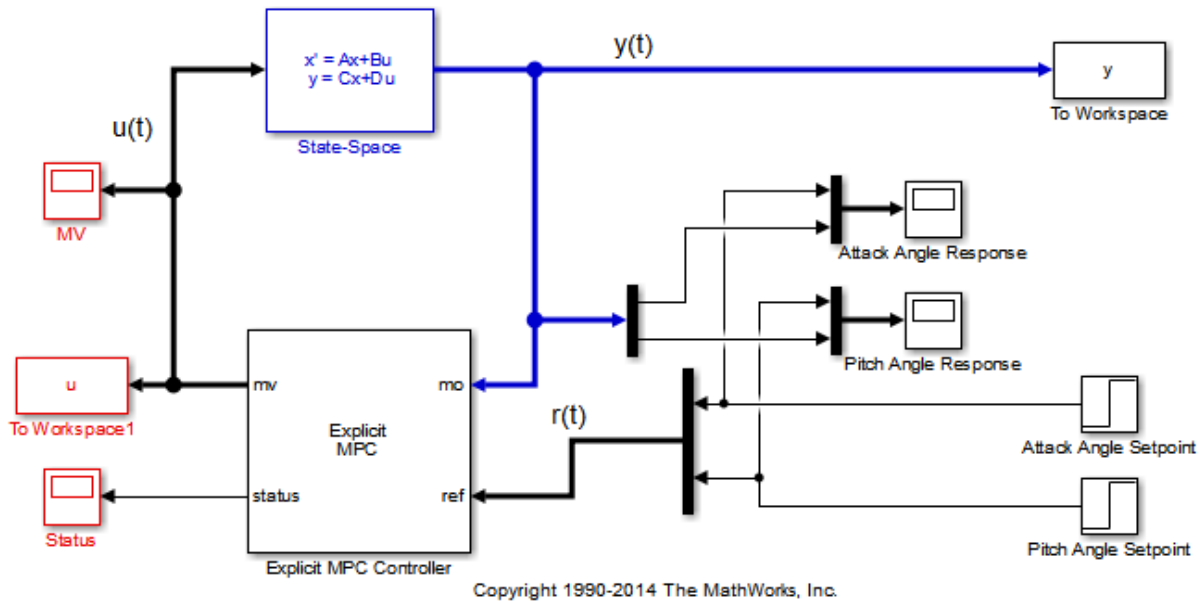 y(t)
x' = Ax+Bu
y = Cx+Du
y
To Workspace
u(t)
State-Space
MV
Attack Angle Response
Pitch Angle Response
u
mv
mo
To Workspace1
Explicit
MPC
r(t)
Attack Angle Setpoint
status
ref
Status
Explicit MPC Controller
Pitch Angle Setpoint
Copyright 1990-2014 The MathWorks, Inc.